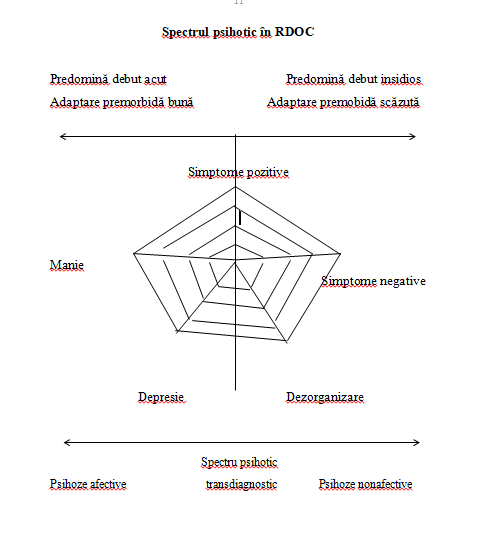 Spectrul psihotic în RDOC
Predomină debut acut
Predomină debut insidios
Adaptare premorbidă bună
Adaptare premobidă scăzută
Simptome pozitive
Manie
Simptome negative
Depresie
Dezorganizare
Spectru psihotic
Psihoze afective
transdiagnostic
Psihoze nonafective